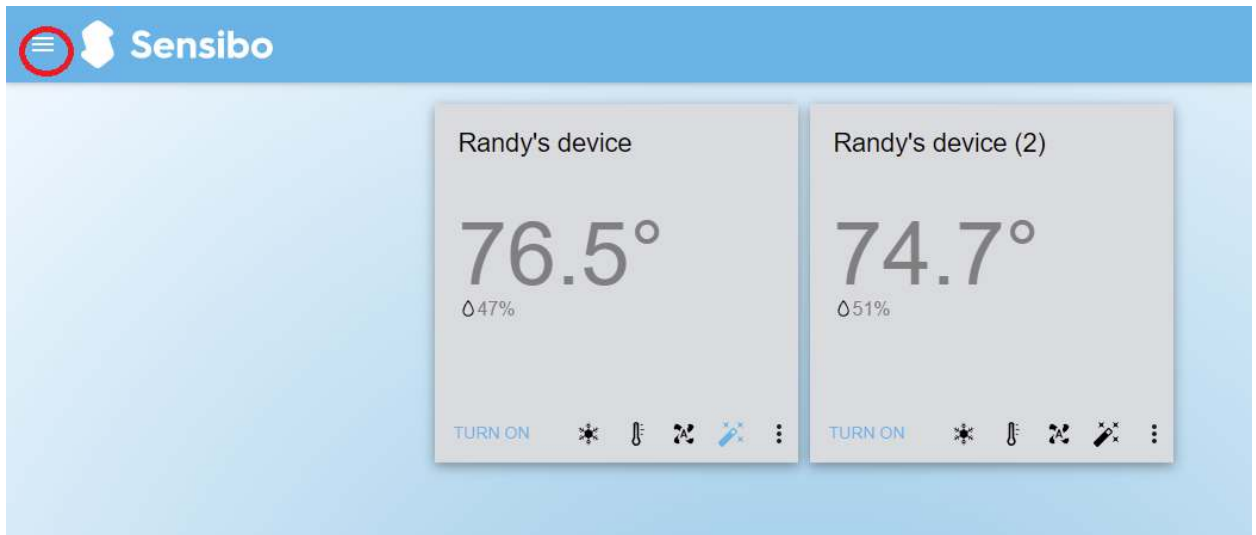 Sensibo
Randy's device
76.5°
47%
TURN ON
A
Randy's device (2)
74.7°
51%
TURN ON
A